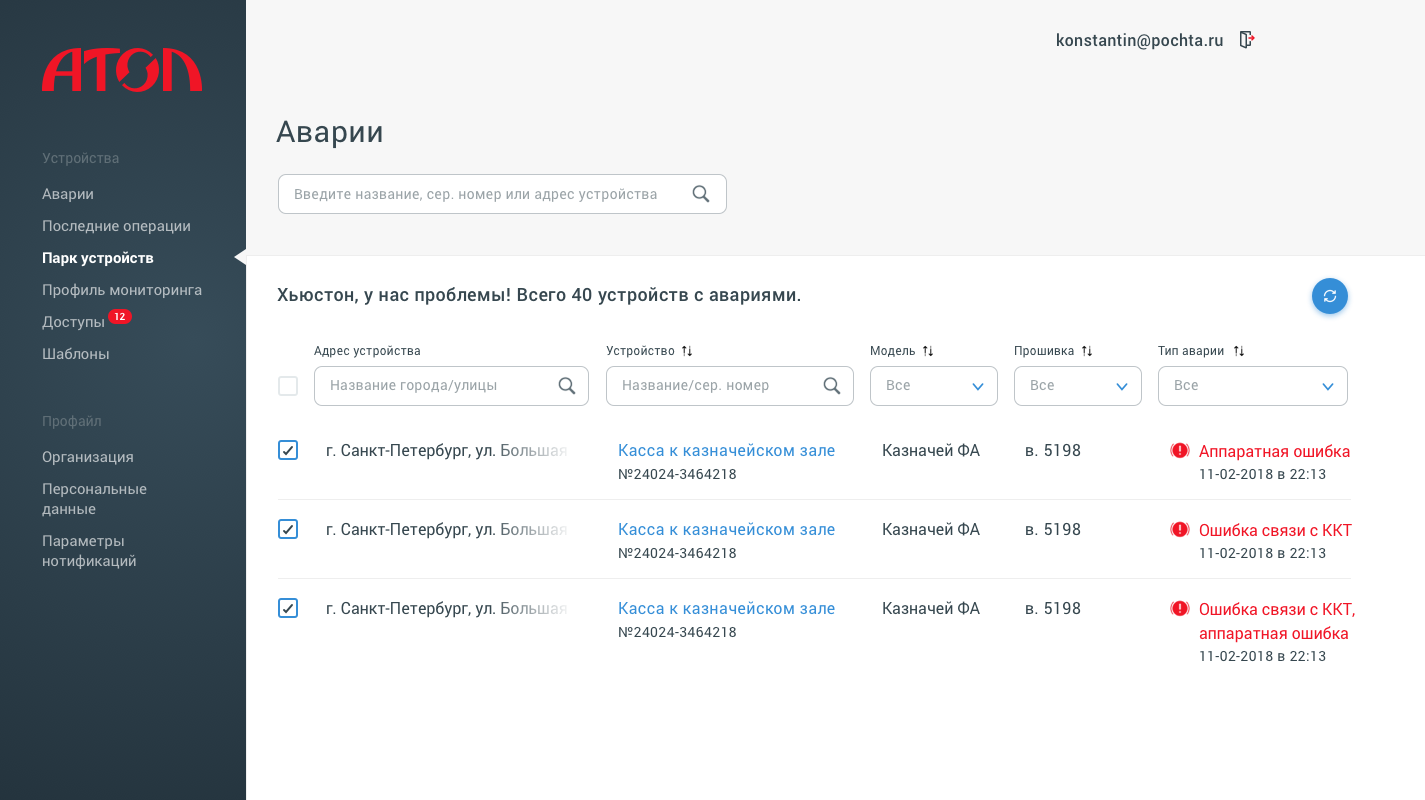 АТОЛ
konstantin@pochta.ru
Устройства
Аварии
Последние операции
Парк устройств
Профиль мониторинга
Доступы 12
Шаблоны
Профайл
Организация
Персональные
данные
Параметры
нотификаций
Аварии
Введите название, сер. номер или адрес устройства
Хьюстон, у нас проблемы! Всего 40 устройств с авариями.
Адрес устройства Устройство Модель Прошивка Тип аварии
Название города/улицы Название/сер. номер Все Все Все
г. Санкт-Петербург, ул. Большая Касса к казначейском зале Казначей ФА в. 5198 Аппаратная ошибка
№24024-3464218 11-02-2018 в 22:13
г. Санкт-Петербург, ул. Большая Касса к казначейском зале Казначей ФА в. 5198 Ошибка связи с ККТ
№24024-3464218 11-02-2018 в 22:13
г. Санкт-Петербург, ул. Большая Касса к казначейском зале Казначей ФА в. 5198 Ошибка связи с ККТ,
№24024-3464218 аппаратная ошибка
11-02-2018 в 22:13